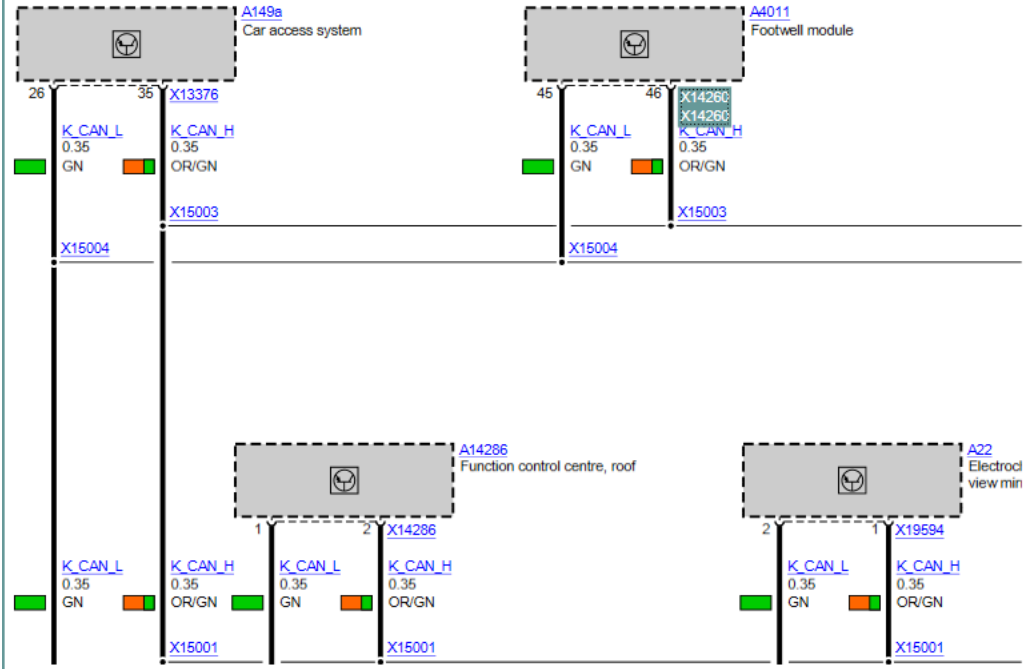 A149a
Car access system
A4011
Footwell module
26
35
X13376
45
46
X14260
X14260
K_CAN_L
0.35
GN
K_CAN_H
0.35
OR/GN
K_CAN_L
0.35
GN
K_CAN_H
0.35
OR/GN
X15003
X15003
X15004
X15004
A14286
Function control centre, roof
A22
view
1
2
X14286
2
1
X19594
K_CAN_L
0.35
GN
K_CAN_H
0.35
OR/GN
K_CAN_L
0.35
GN
K_CAN_H
0.35
OR/GN
K_CAN_L
0.35
GN
K_CAN_H
0.35
OR/GN
X15001
X15001
X15001